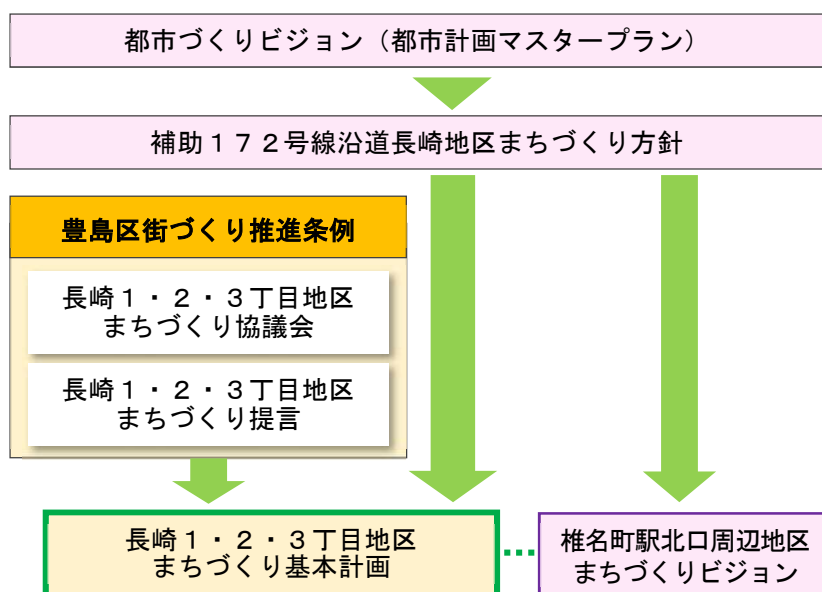 都市づくりビジョン（都市計画マスタープラン）
補助１７２号線沿道長崎地区まちづくり方針
豊島区街づくり推進条例
長崎１・２・３丁目地区
まちづくり協議会
長崎１・２・３丁目地区
まちづくり提言
長崎１・２・３丁目地区
まちづくり基本計画
椎名町駅北口周辺地区
まちづくりビジョン